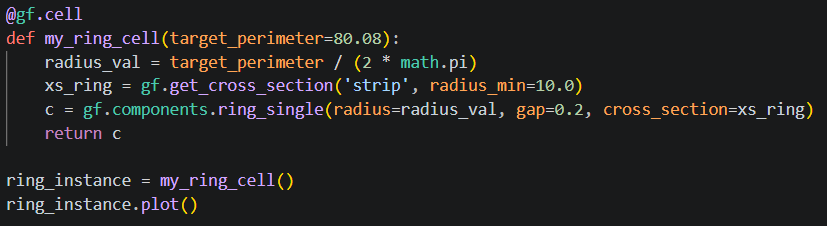 @gf.cell
def my_ring_cell(target_perimeter=80.08):
    radius_val = target_perimeter / (2 * math.pi)
    xs_ring = gf.get_cross_section('strip', radius_min=10.0)
    c = gf.components.ring_single(radius=radius_val, gap=0.2, cross_section=xs_ring)
    return c

ring_instance = my_ring_cell()
ring_instance.plot()